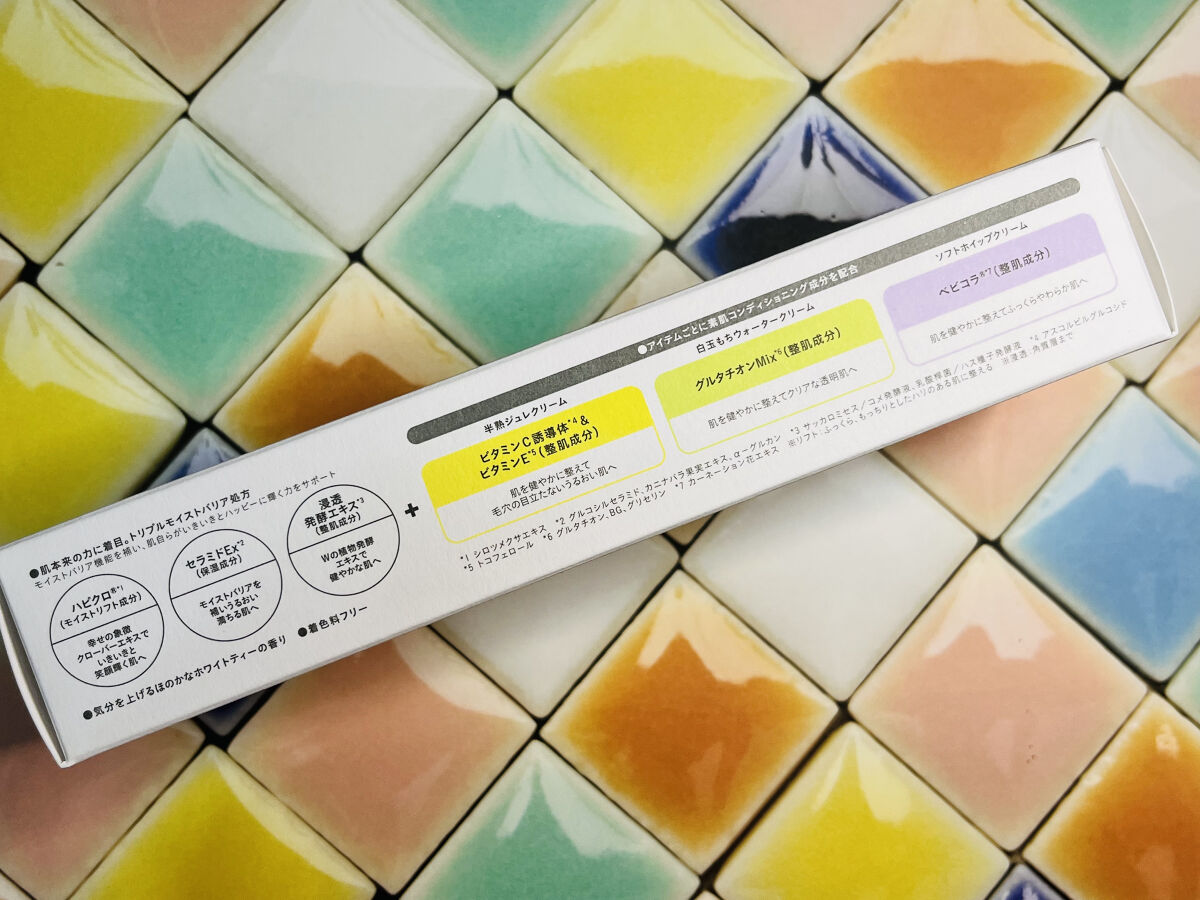 ●肌本来の力に着目。トリプルモイストバリア処方
モイストバリア機能を補い、肌自らがいきいきとハッピーに輝く力をサポート
ハピクロ®*1
(モイストリフト成分)
幸せの象徴
クローバーエキスで
いきいきと
笑顔輝く肌へ
セラミドEx*2
(保湿成分)
モイストバリアを
補いうるおい
満ちる肌へ
浸透
発酵エキス*3
(整肌成分)
Wの植物発酵
エキスで
健やかな肌へ
+
●アイテムごとに素肌コンディショニング成分を配合
半熟ジュレクリーム
ビタミンC誘導体*4&
ビタミンE*5(整肌成分)
肌を健やかに整えて
毛穴の目立たないうるおい肌へ
白玉もちウォータークリーム
グルタチオンMix*6(整肌成分)
肌を健やかに整えてクリアな透明肌へ
ソフトホイップクリーム
ベビコラ®*7(整肌成分)
肌を健やかに整えてふっくらやわらか肌へ
*1 シロツメクサエキス *2 グルコシルセラミド、カニナバラ果実エキス、α-グルカン *3 サッカロミセス/コメ発酵液、乳酸桿菌/ハス種子発酵液 *4 アスコルビルグルコシド
*5 トコフェロール *6 グルタチオン、BG、グリセリン *7 カーネーション花エキス ※リフト:ふっくら、もっちりとしたハリのある肌に整える ※浸透:角質層まで
●気分を上げるほのかなホワイトティーの香り ●着色料フリー